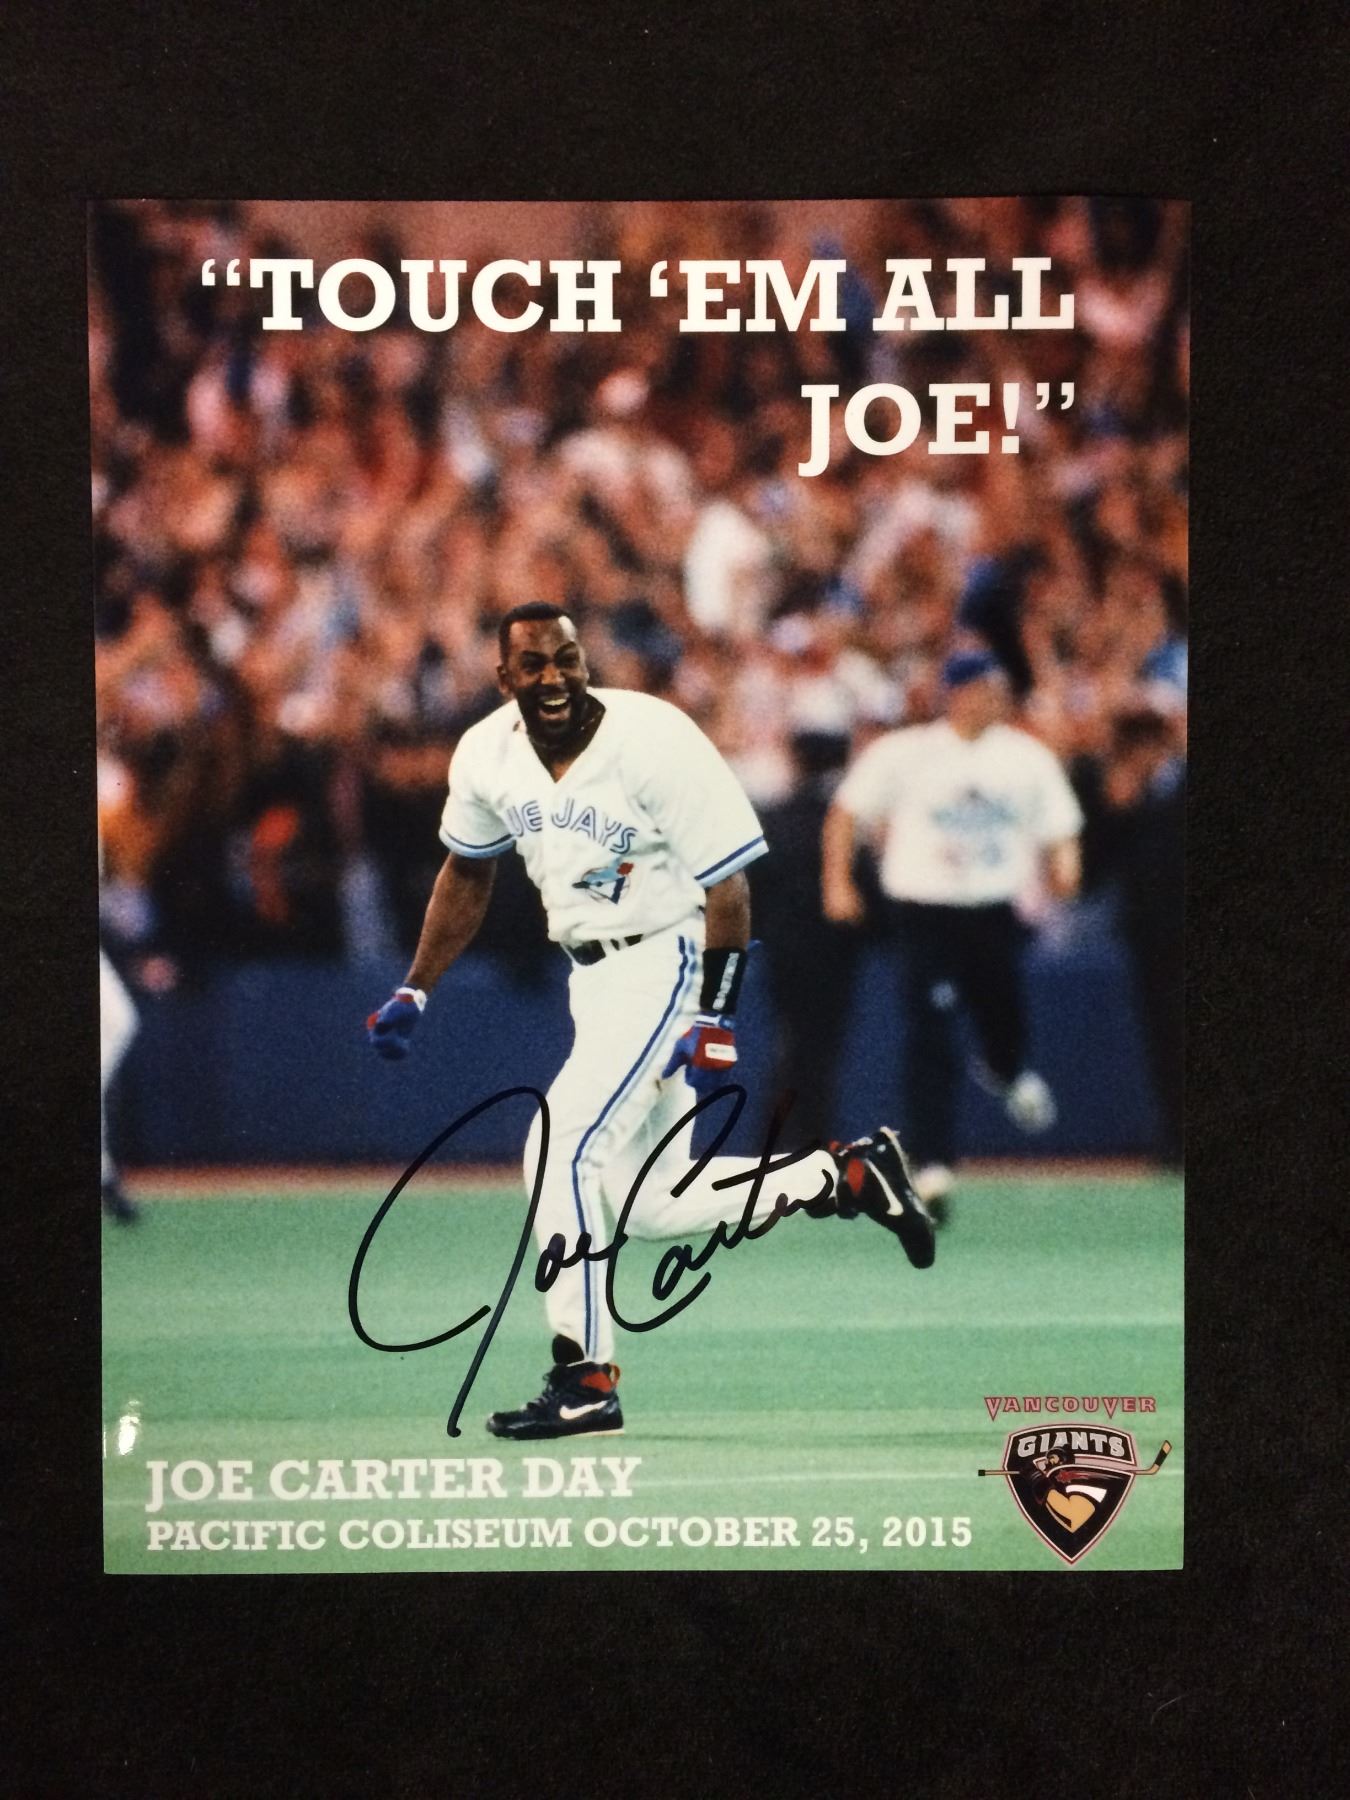 “TOUCH ‘EM ALL
JOE!”
UE JAYS
Joe Carter
VANCOUVER
GIANTS
JOE CARTER DAY
PACIFIC COLISEUM OCTOBER 25, 2015